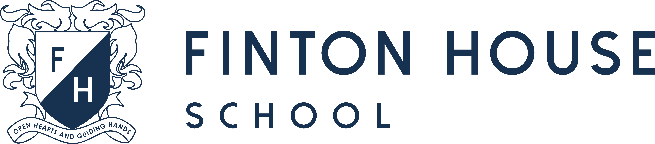 F
H
OPEN HEARTS AND GUIDING HANDS
FINTON HOUSE
SCHOOL